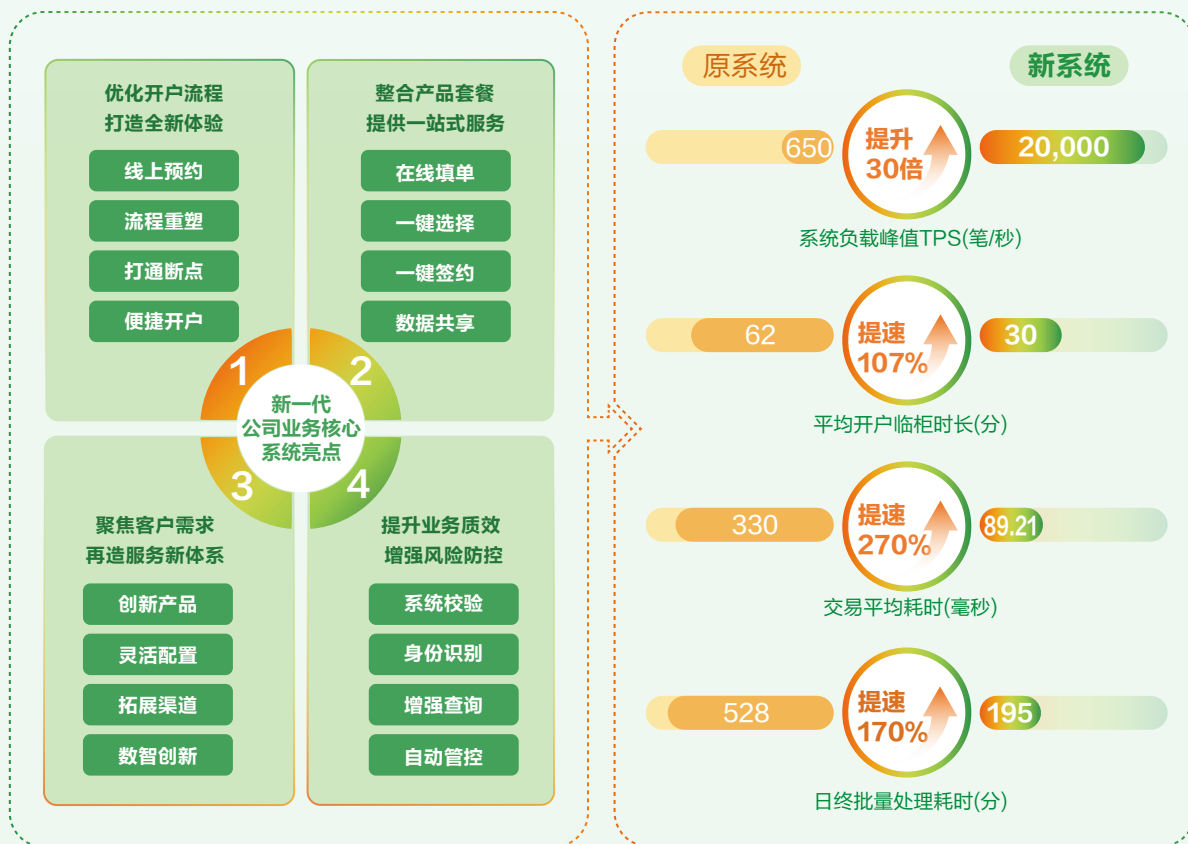 优化开户流程
打造全新体验
线上预约
流程重塑
打通断点
便捷开户
整合产品套餐
提供一站式服务
在线填单
一键选择
一键签约
数据共享
1
2
新一代
公司业务核心
系统亮点
3
4
聚焦客户需求
再造服务新体系
创新产品
灵活配置
拓展渠道
数智创新
提升业务质效
增强风险防控
系统校验
身份识别
增强查询
自动管控
原系统
新系统
650
提升
30倍
20,000
系统负载峰值TPS(笔/秒)
62
提速
107%
30
平均开户临柜时长(分)
330
提速
270%
89.21
交易平均耗时(毫秒)
528
提速
170%
195
日终批量处理耗时(分)